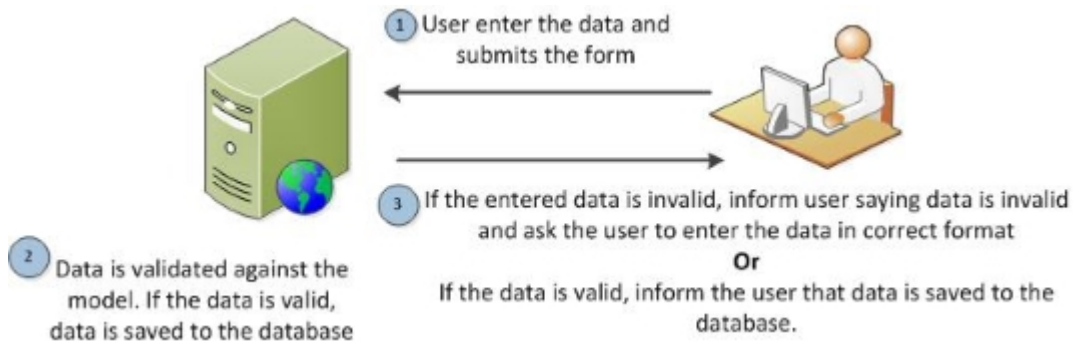 1 User enter the data and
submits the form
3 If the entered data is invalid, inform user saying data is invalid
and ask the user to enter the data in correct format
Or
If the data is valid, inform the user that data is saved to the
database.
2 Data is validated against the
model. If the data is valid,
data is saved to the database